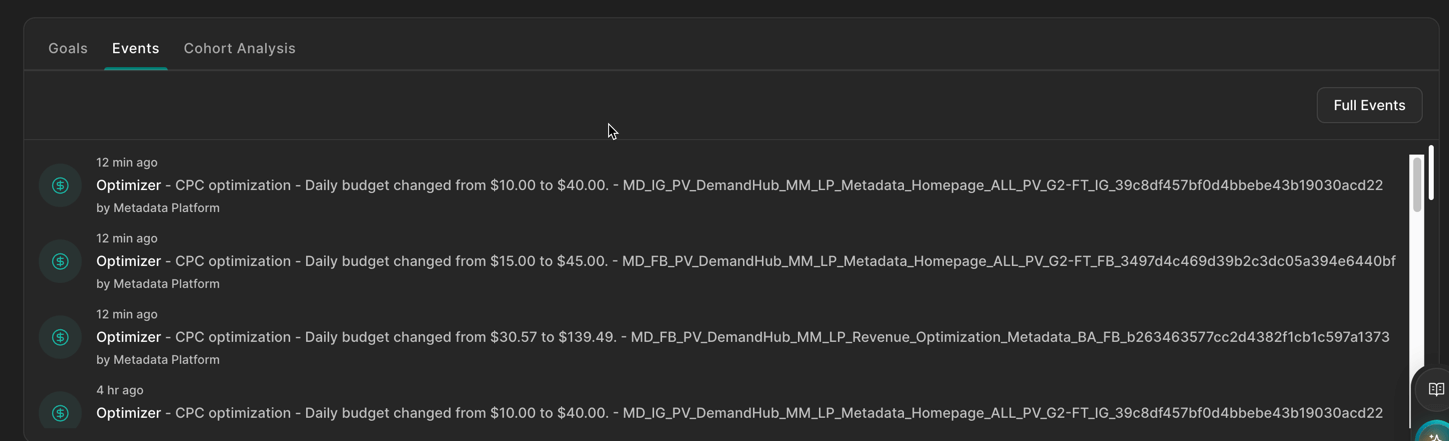 Goals Events Cohort Analysis
Full Events
12 min ago
Optimizer - CPC optimization - Daily budget changed from $10.00 to $40.00. - MD_IG_PV_DemandHub_MM_LP_Metadata_Homepage_ALL_PV_G2-FT_IG_39c8df457bf0d4bbebe43b19030acd22
by Metadata Platform
12 min ago
Optimizer - CPC optimization - Daily budget changed from $15.00 to $45.00. - MD_FB_PV_DemandHub_MM_LP_Metadata_Homepage_ALL_PV_G2-FT_FB_3497d4c469d39b2c3dc05a394e6440bf
by Metadata Platform
12 min ago
Optimizer - CPC optimization - Daily budget changed from $30.57 to $139.49. - MD_FB_PV_DemandHub_MM_LP_Revenue_Optimization_Metadata_BA_FB_b263463577cc2d4382f1cb1c597a1373
by Metadata Platform
4 hr ago
Optimizer - CPC optimization - Daily budget changed from $10.00 to $40.00. - MD_IG_PV_DemandHub_MM_LP_Metadata_Homepage_ALL_PV_G2-FT_IG_39c8df457bf0d4bbebe43b19030acd22